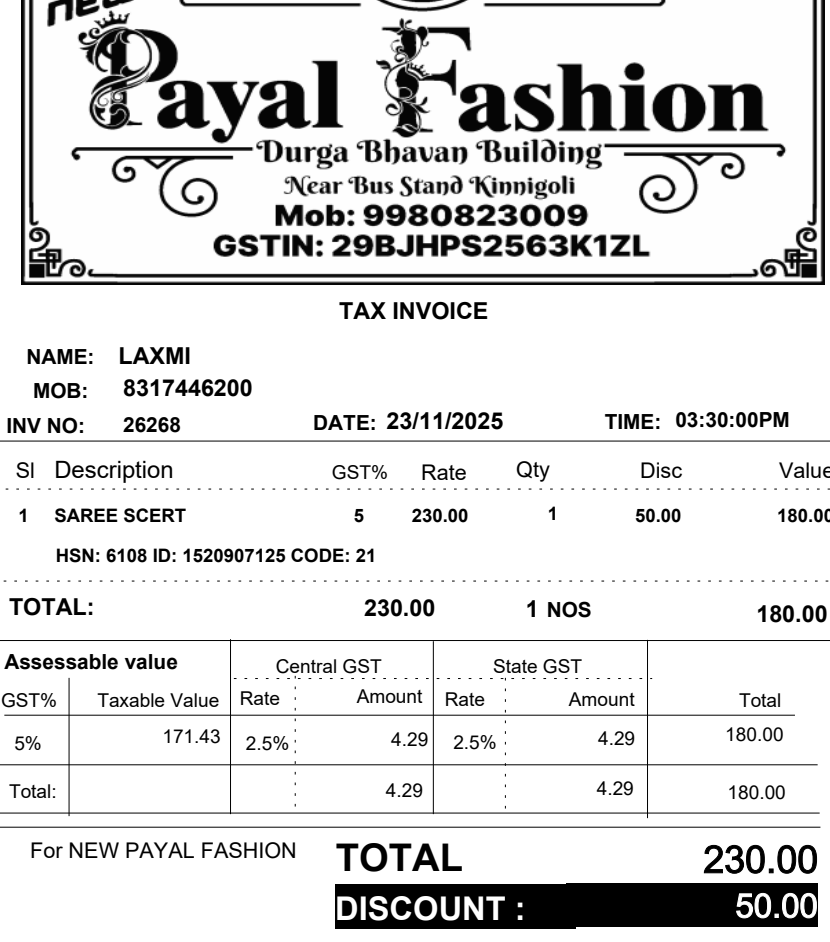 new
Payal Fashion
Durga Bhavan Building
Near Bus Stand Kinnigoli
Mob: 9980823009
GSTIN: 29BJHPS2563K1ZL
TAX INVOICE
NAME: LAXMI
MOB: 8317446200
INV NO: 26268 DATE: 23/11/2025 TIME: 03:30:00PM
Sl Description GST% Rate Qty Disc Value
1 SAREE SCERT 5 230.00 1 50.00 180.00
HSN: 6108 ID: 1520907125 CODE: 21
TOTAL: 230.00 1 NOS 180.00
Assessable value Central GST State GST
GST% Taxable Value Rate Amount Rate Amount Total
5% 171.43 2.5% 4.29 2.5% 4.29 180.00
Total: 4.29 4.29 180.00
For NEW PAYAL FASHION TOTAL 230.00
DISCOUNT : 50.00